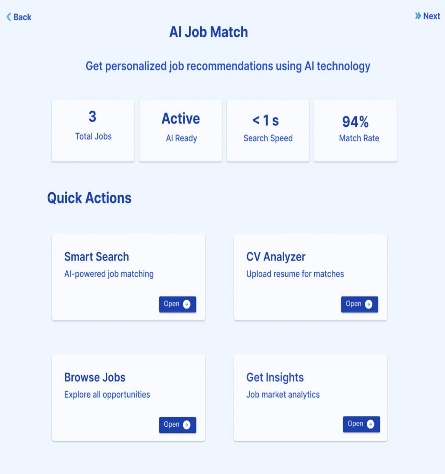 Back
Next
AI Job Match
Get personalized job recommendations using AI technology
3
Total Jobs
Active
AI Ready
< 1 s
Search Speed
94%
Match Rate
Quick Actions
Smart Search
AI-powered job matching
Open
CV Analyzer
Upload resume for matches
Open
Browse Jobs
Explore all opportunities
Open
Get Insights
Job market analytics
Open